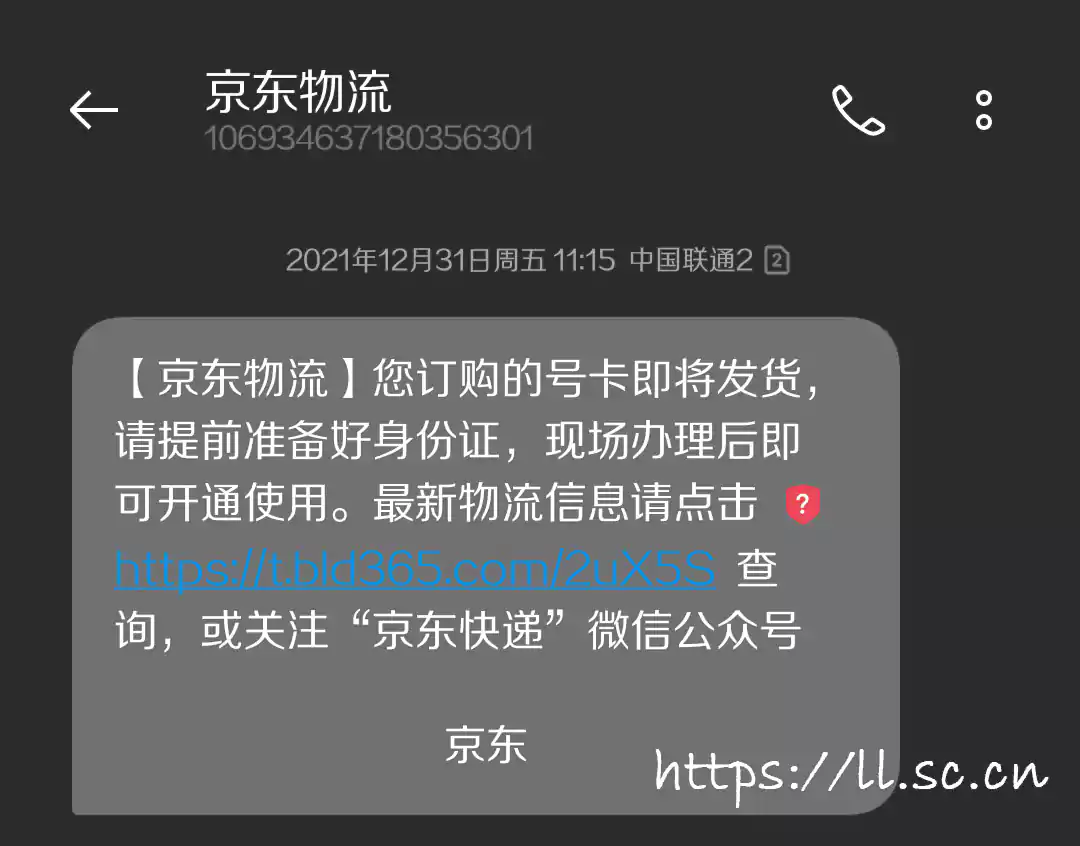 京东物流
106934637180356301
2021年12月31日周五 11:15 中国联通2 2
【京东物流】您订购的号卡即将发货，
请提前准备好身份证，现场办理后即
可开通使用。最新物流信息请点击 ?
https://t.bld365.com/2uX5S 查
询，或关注“京东快递”微信公众号
京东
https://ll.sc.cn